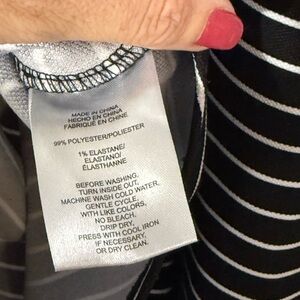 MADE IN CHINA
HECHO EN CHINA
FABRIQUÉ EN CHINE
99% POLYESTER/POLIESTER
1% ELASTANE/
ELASTANO/
ÉLASTHANNE
BEFORE WASHING,
TURN INSIDE OUT.
MACHINE WASH COLD WATER,
GENTLE CYCLE,
WITH LIKE COLORS,
NO BLEACH.
DRIP DRY,
PRESS WITH COOL IRON
IF NECESSARY,
OR DRY CLEAN.